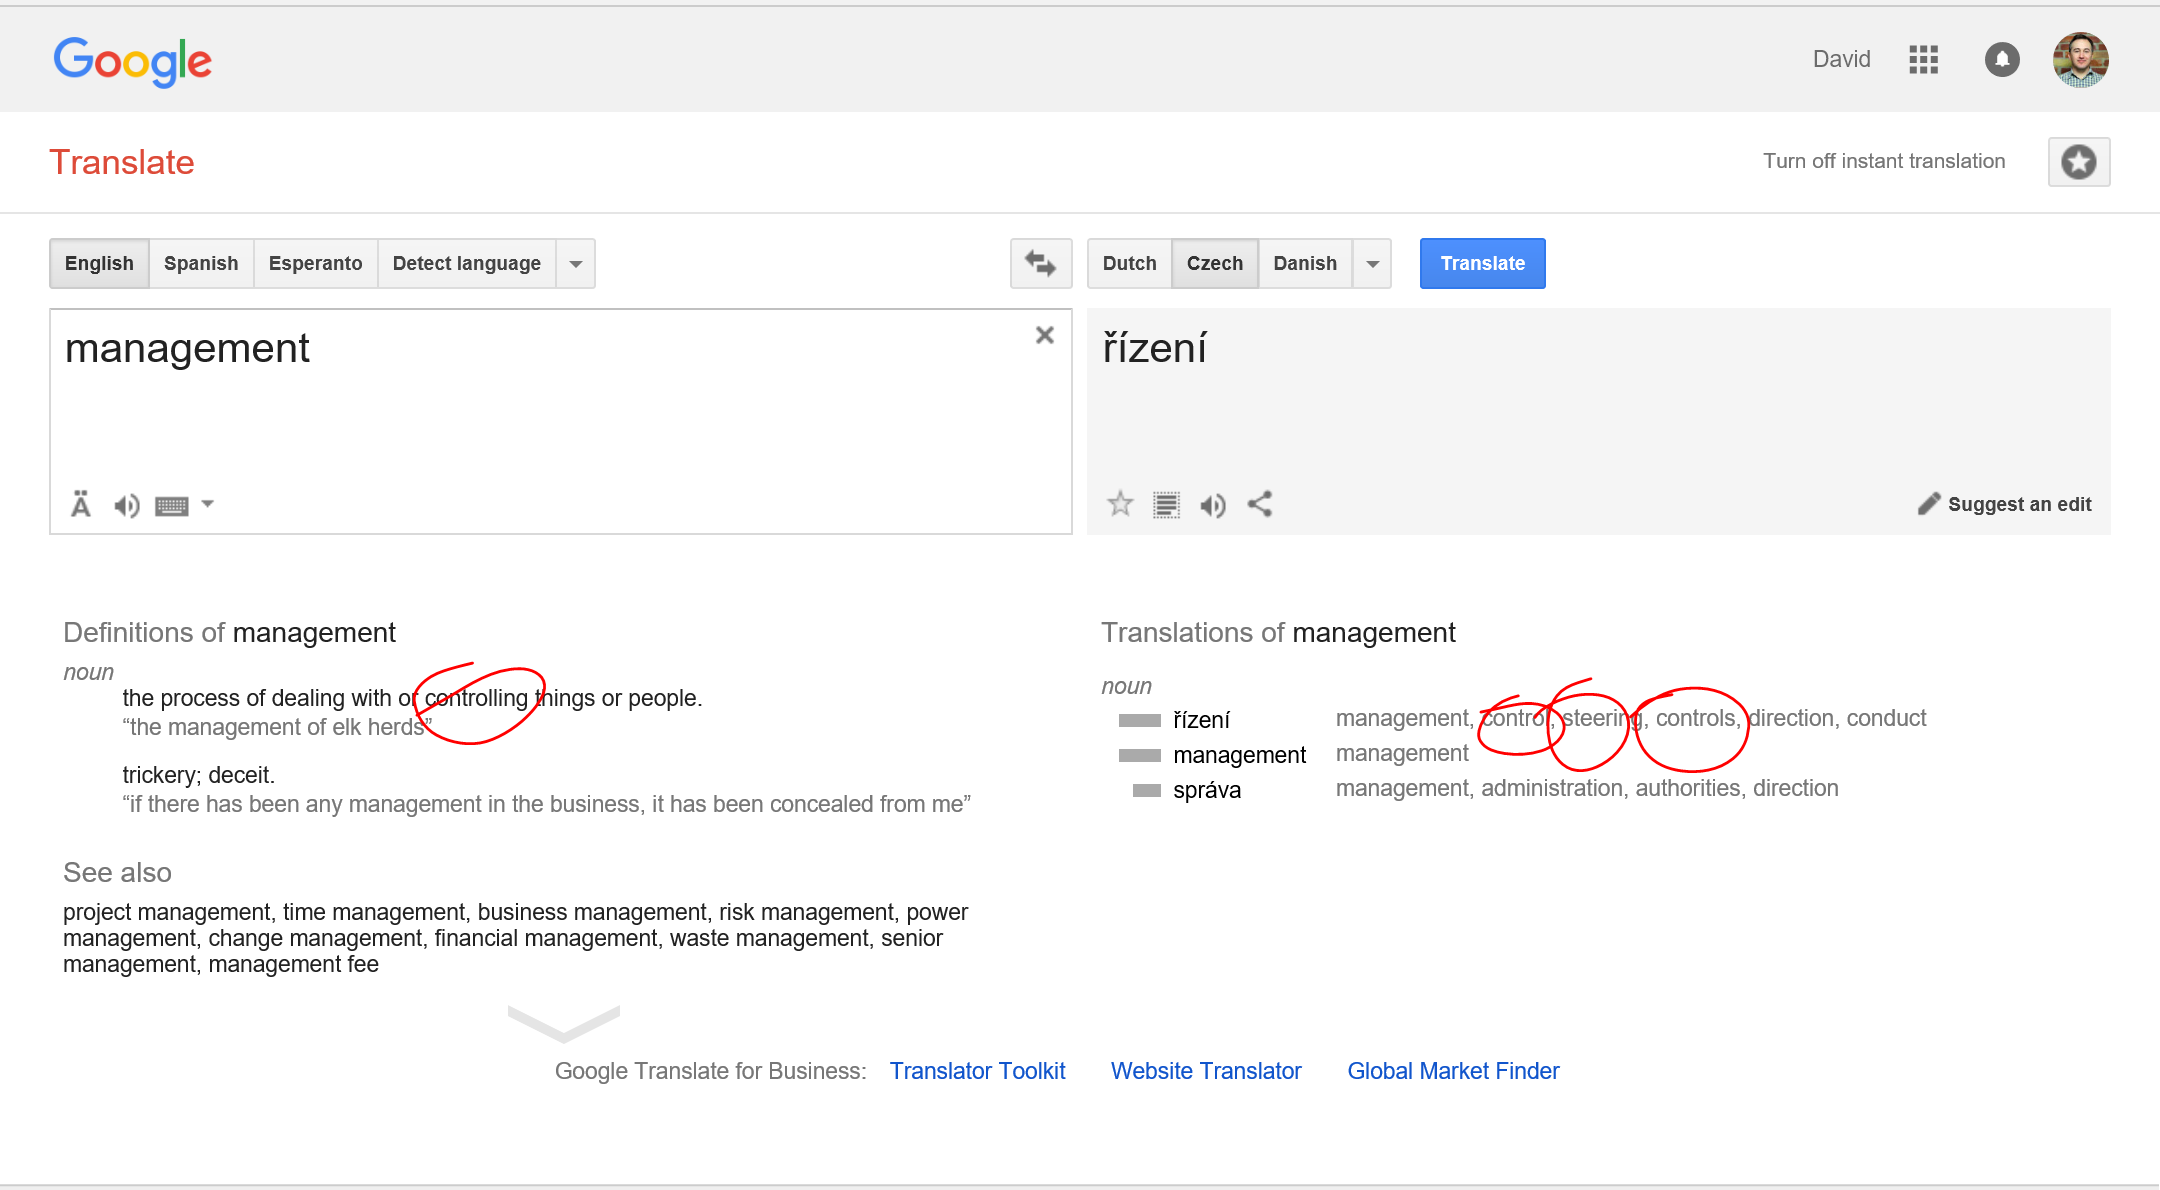 Google
David
Translate
Turn off instant translation
English Spanish Esperanto Detect language
Dutch Czech Danish Translate
management
řízení
Ä
Suggest an edit
Definitions of management
noun
the process of dealing with or controlling things or people.
“the management of elk herds”
trickery; deceit.
“if there has been any management in the business, it has been concealed from me”
See also
project management, time management, business management, risk management, power
management, change management, financial management, waste management, senior
management, management fee
Translations of management
noun
řízení management, control, steering, controls, direction, conduct
management management
správa management, administration, authorities, direction
Google Translate for Business: Translator Toolkit Website Translator Global Market Finder